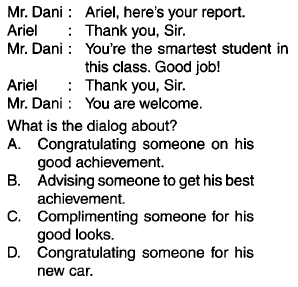 Mr. Dani : Ariel, here's your report.
Ariel : Thank you, Sir.
Mr. Dani : You're the smartest student in
this class. Good job!
Ariel : Thank you, Sir.
Mr. Dani : You are welcome.
What is the dialog about?
A. Congratulating someone on his
good achievement.
B. Advising someone to get his best
achievement.
C. Complimenting someone for his
good looks.
D. Congratulating someone for his
new car.